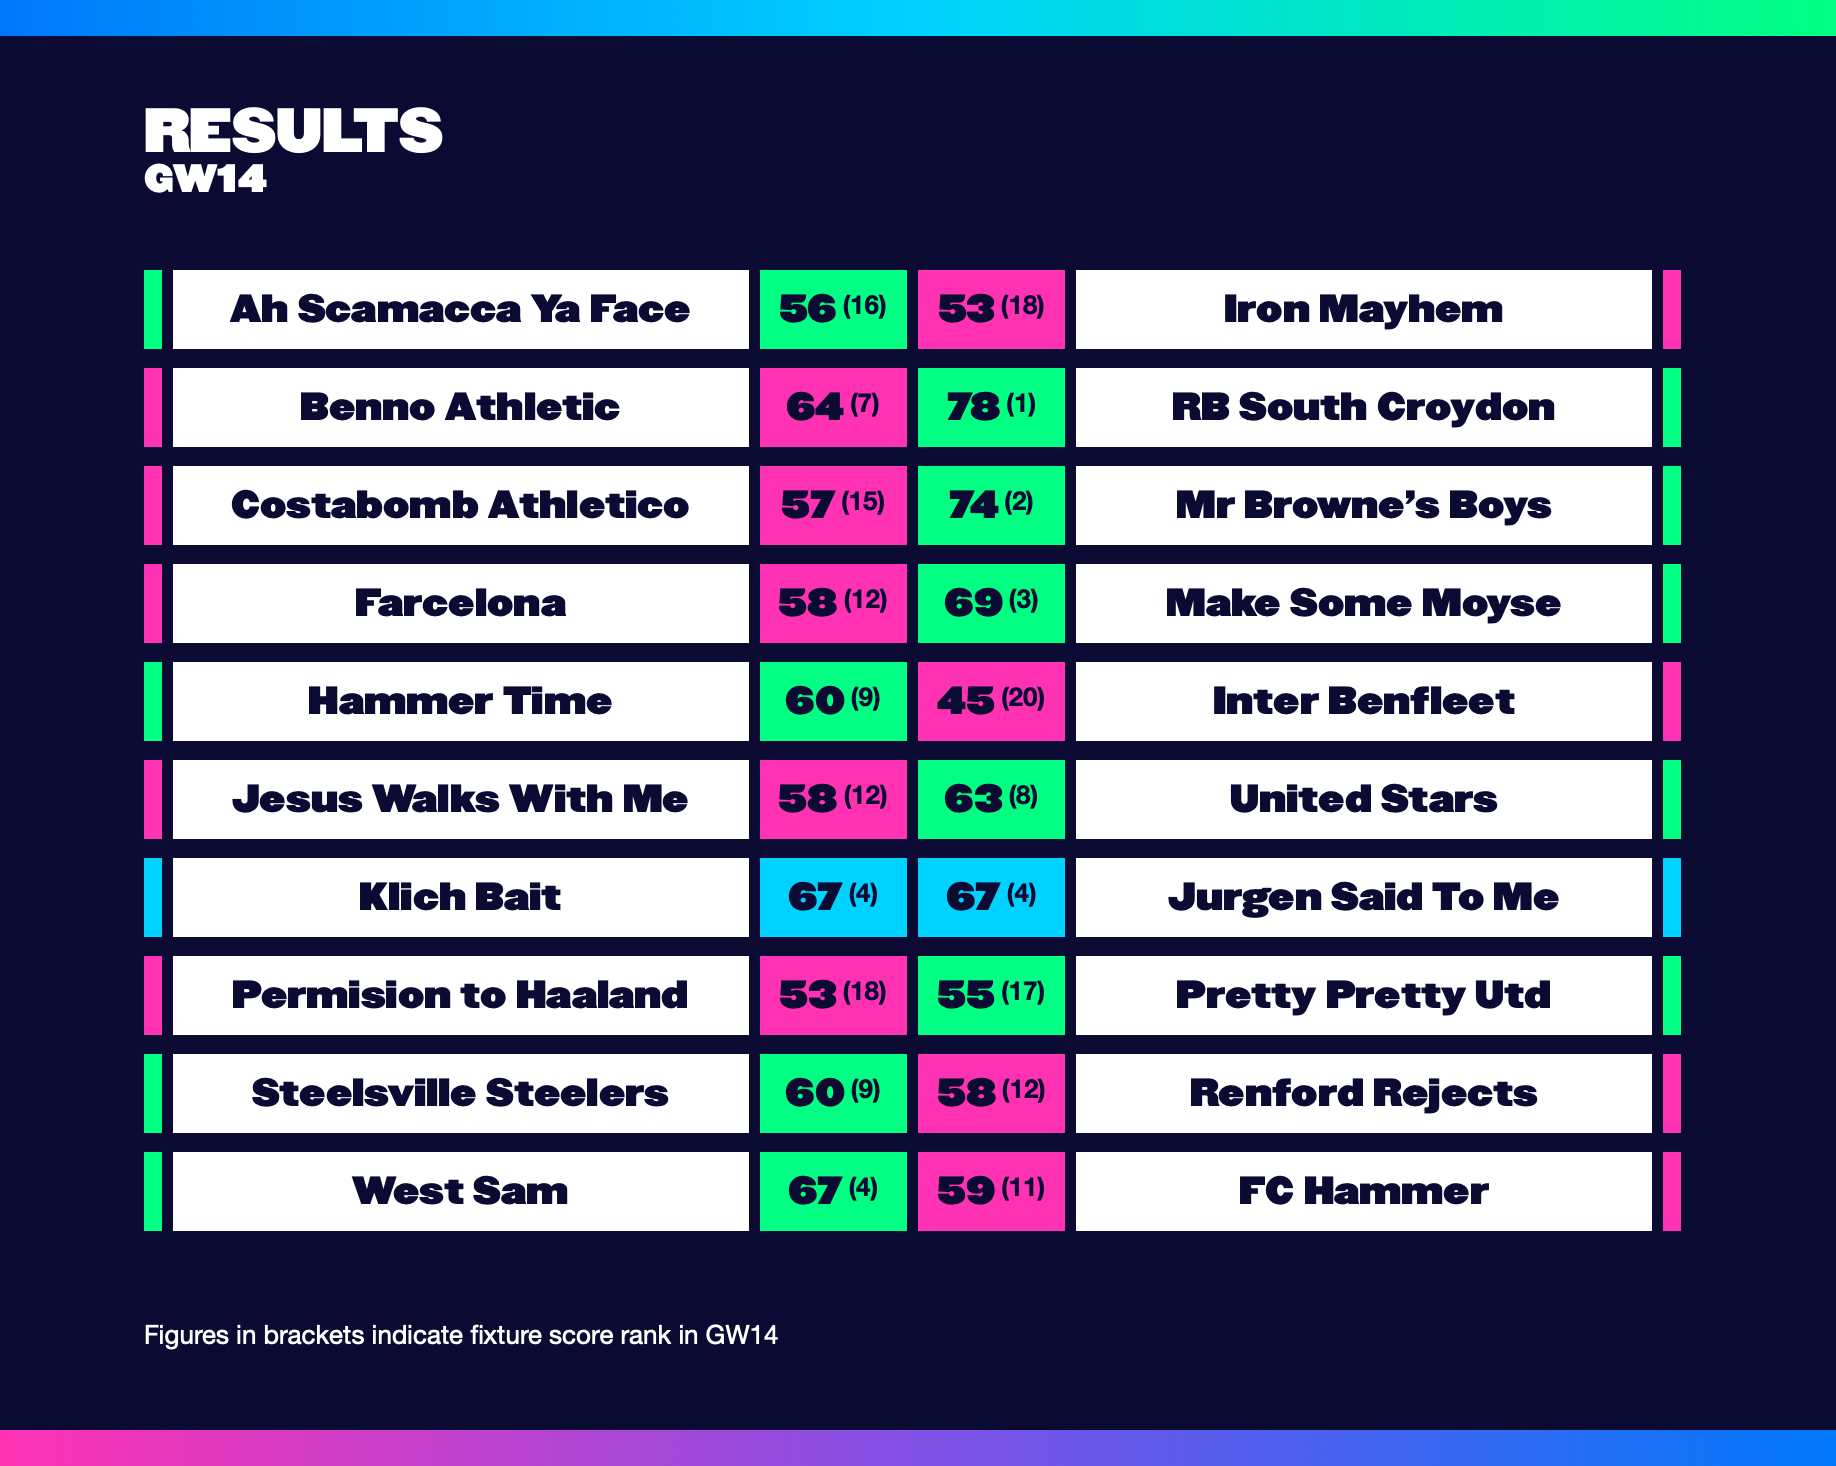 RESULTS
GW14
Ah Scamacca Ya Face 56 (16) 53 (18) Iron Mayhem
Benno Athletic 64 (7) 78 (1) RB South Croydon
Costabomb Athletico 57 (15) 74 (2) Mr Browne’s Boys
Farcelona 58 (12) 69 (3) Make Some Moyse
Hammer Time 60 (9) 45 (20) Inter Benfleet
Jesus Walks With Me 58 (12) 63 (8) United Stars
Klich Bait 67 (4) 67 (4) Jurgen Said To Me
Permision to Haaland 53 (18) 55 (17) Pretty Pretty Utd
Steelsville Steelers 60 (9) 58 (12) Renford Rejects
West Sam 67 (4) 59 (11) FC Hammer
Figures in brackets indicate fixture score rank in GW14